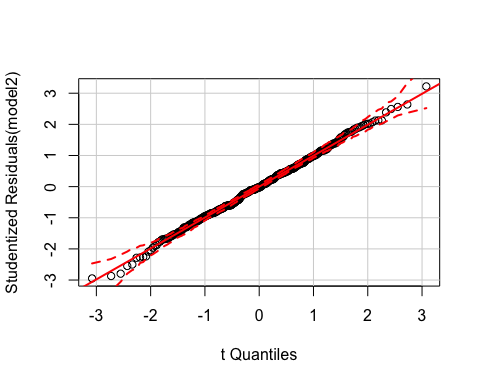 Studentized Residuals(model2)
3
2
1
0
-1
-2
-3
-3 -2 -1 0 1 2 3
t Quantiles